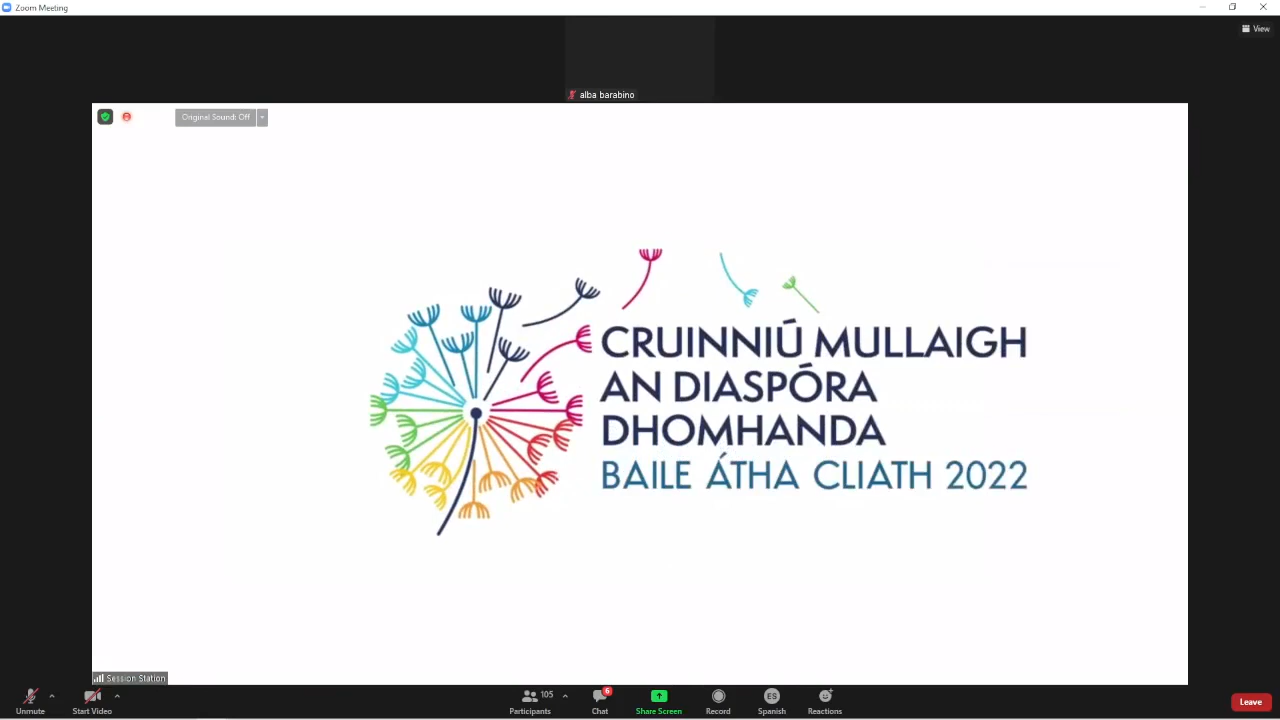 Zoom Meeting
View
alba barabino
Original Sound: Off
CRUINNIÚ MULLAIGH
AN DIASPÓRA
DHOMHANDA
BAILE ÁTHA CLIATH 2022
Session Station
Unmute
Start Video
105
Participants
6
Chat
Share Screen
Record
ES
Spanish
Reactions
Leave